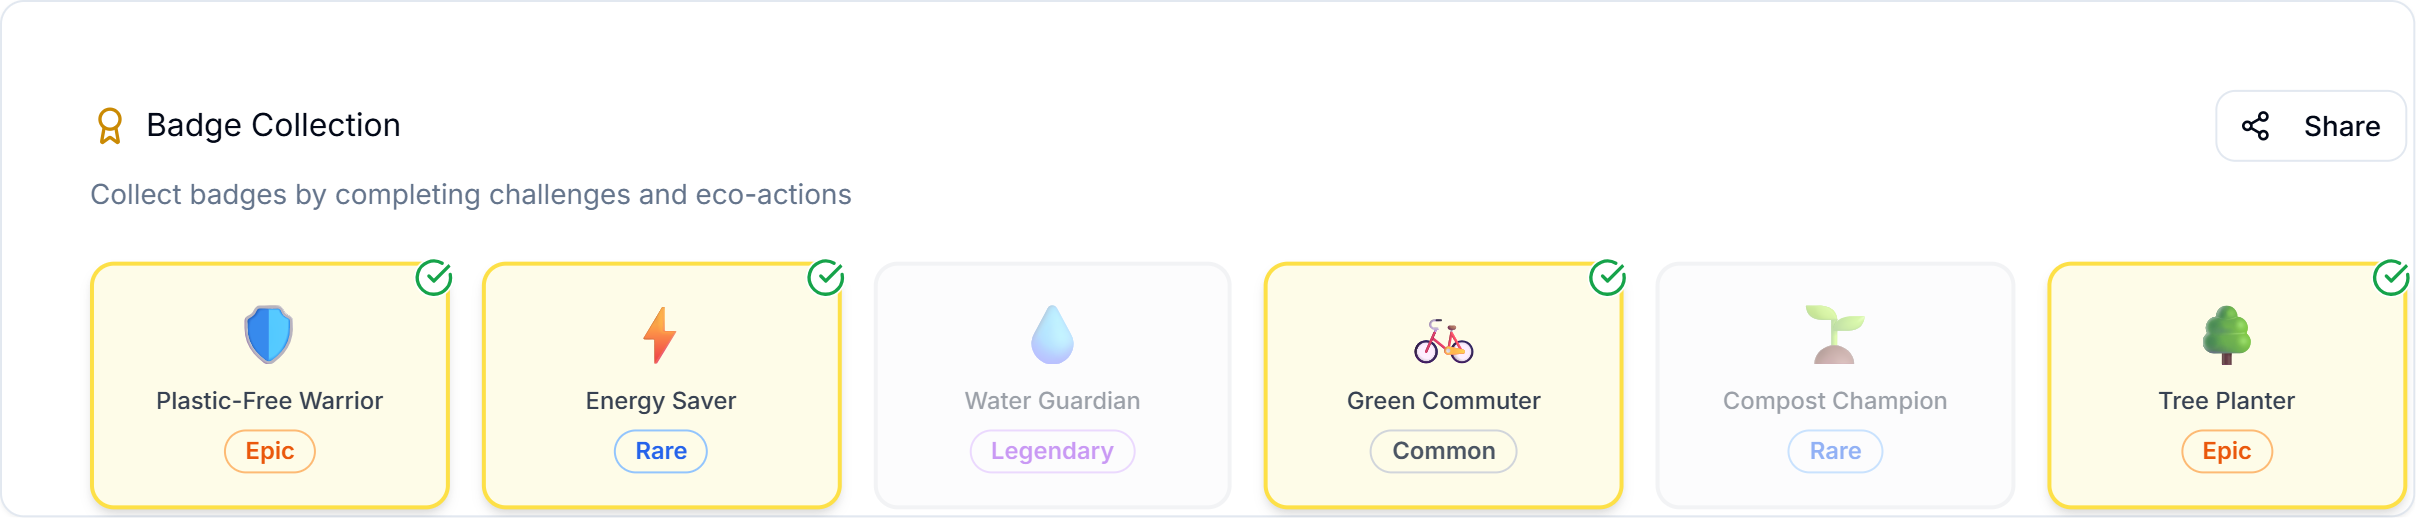 Badge Collection
Share
Collect badges by completing challenges and eco-actions
Plastic-Free Warrior
Epic
Energy Saver
Rare
Water Guardian
Legendary
Green Commuter
Common
Compost Champion
Rare
Tree Planter
Epic